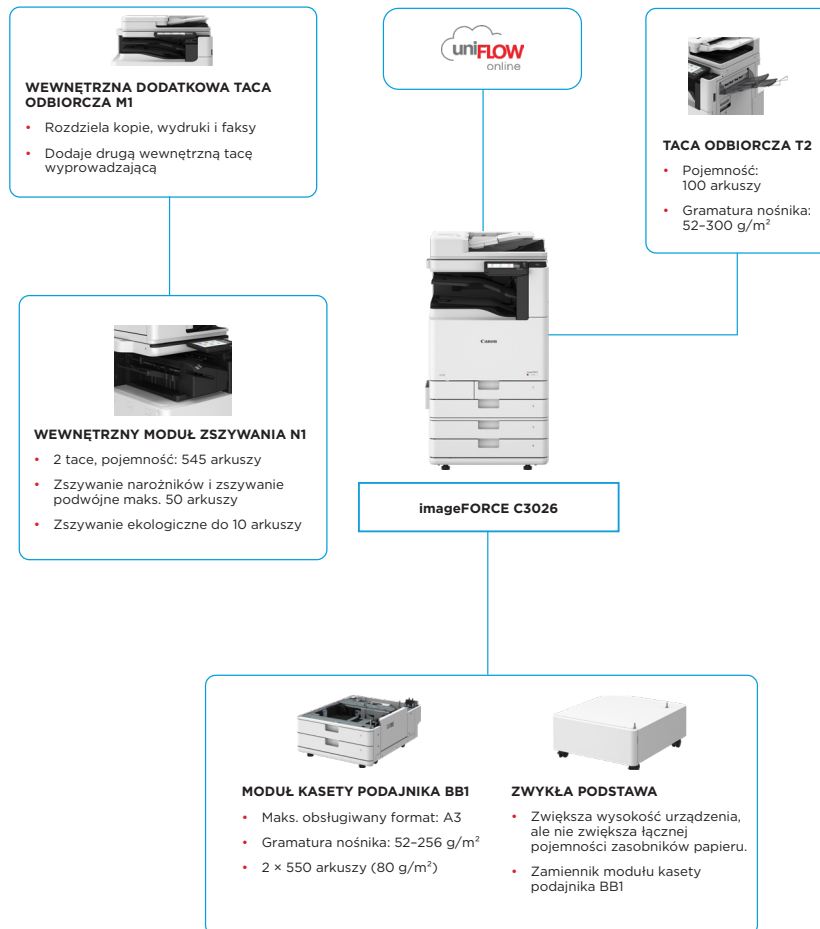 WEWNĘTRZNA DODATKOWA TACA
ODBIORCZA M1
• Rozdziela kopie, wydruki i faksy
• Dodaje drugą wewnętrzną tacę
wyprowadzającą
uniFLOW
online
TACA ODBIORCZA T2
• Pojemność:
100 arkuszy
• Gramatura nośnika:
52–300 g/m²
WEWNĘTRZNY MODUŁ ZSZYWANIA N1
• 2 tace, pojemność: 545 arkuszy
• Zszywanie narożników i zszywanie
podwójne maks. 50 arkuszy
• Zszywanie ekologiczne do 10 arkuszy
Canon
imageFORCE C3026
MODUŁ KASETY PODAJNIKA BB1
• Maks. obsługiwany format: A3
• Gramatura nośnika: 52–256 g/m²
• 2 × 550 arkuszy (80 g/m²)
ZWYKŁA PODSTAWA
• Zwiększa wysokość urządzenia,
ale nie zwiększa łącznej
pojemności zasobników papieru.
• Zamiennik modułu kasety
podajnika BB1